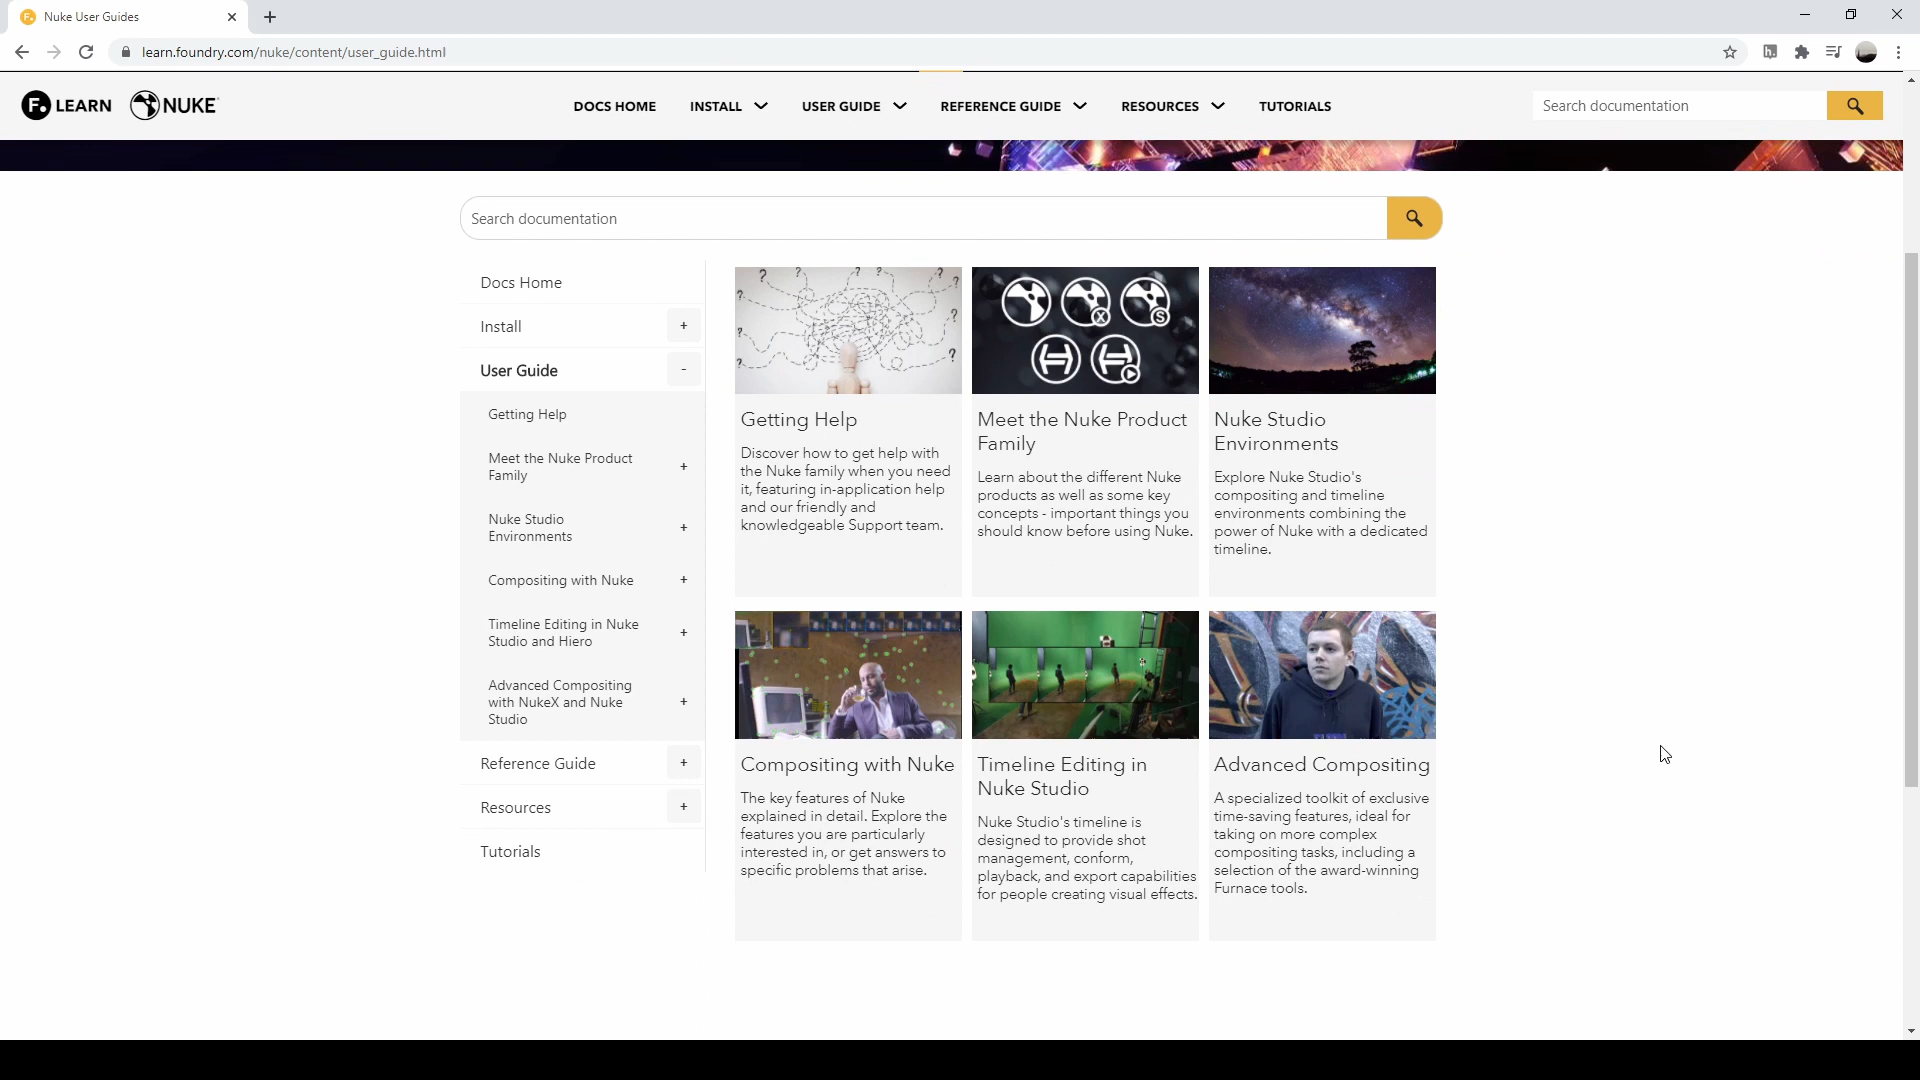 Nuke User Guides
learn.foundry.com/nuke/content/user_guide.html
F. LEARN NUKE
DOCS HOME INSTALL USER GUIDE REFERENCE GUIDE RESOURCES TUTORIALS
Search documentation
Search documentation
Docs Home
Install +
User Guide -
Getting Help
Meet the Nuke Product
Family +
Nuke Studio
Environments +
Compositing with Nuke +
Timeline Editing in Nuke
Studio and Hiero +
Advanced Compositing
with NukeX and Nuke
Studio +
Reference Guide +
Resources +
Tutorials
Getting Help
Discover how to get help with
the Nuke family when you need
it, featuring in-application help
and our friendly and
knowledgeable Support team.
Meet the Nuke Product
Family
Learn about the different Nuke
products as well as some key
concepts - important things you
should know before using Nuke.
Nuke Studio
Environments
Explore Nuke Studio's
compositing and timeline
environments combining the
power of Nuke with a dedicated
timeline.
Compositing with Nuke
The key features of Nuke
explained in detail. Explore the
features you are particularly
interested in, or get answers to
specific problems that arise.
Timeline Editing in
Nuke Studio
Nuke Studio's timeline is
designed to provide shot
management, conform,
playback, and export capabilities
for people creating visual effects.
Advanced Compositing
A specialized toolkit of exclusive
time-saving features, ideal for
taking on more complex
compositing tasks, including a
selection of the award-winning
Furnace tools.